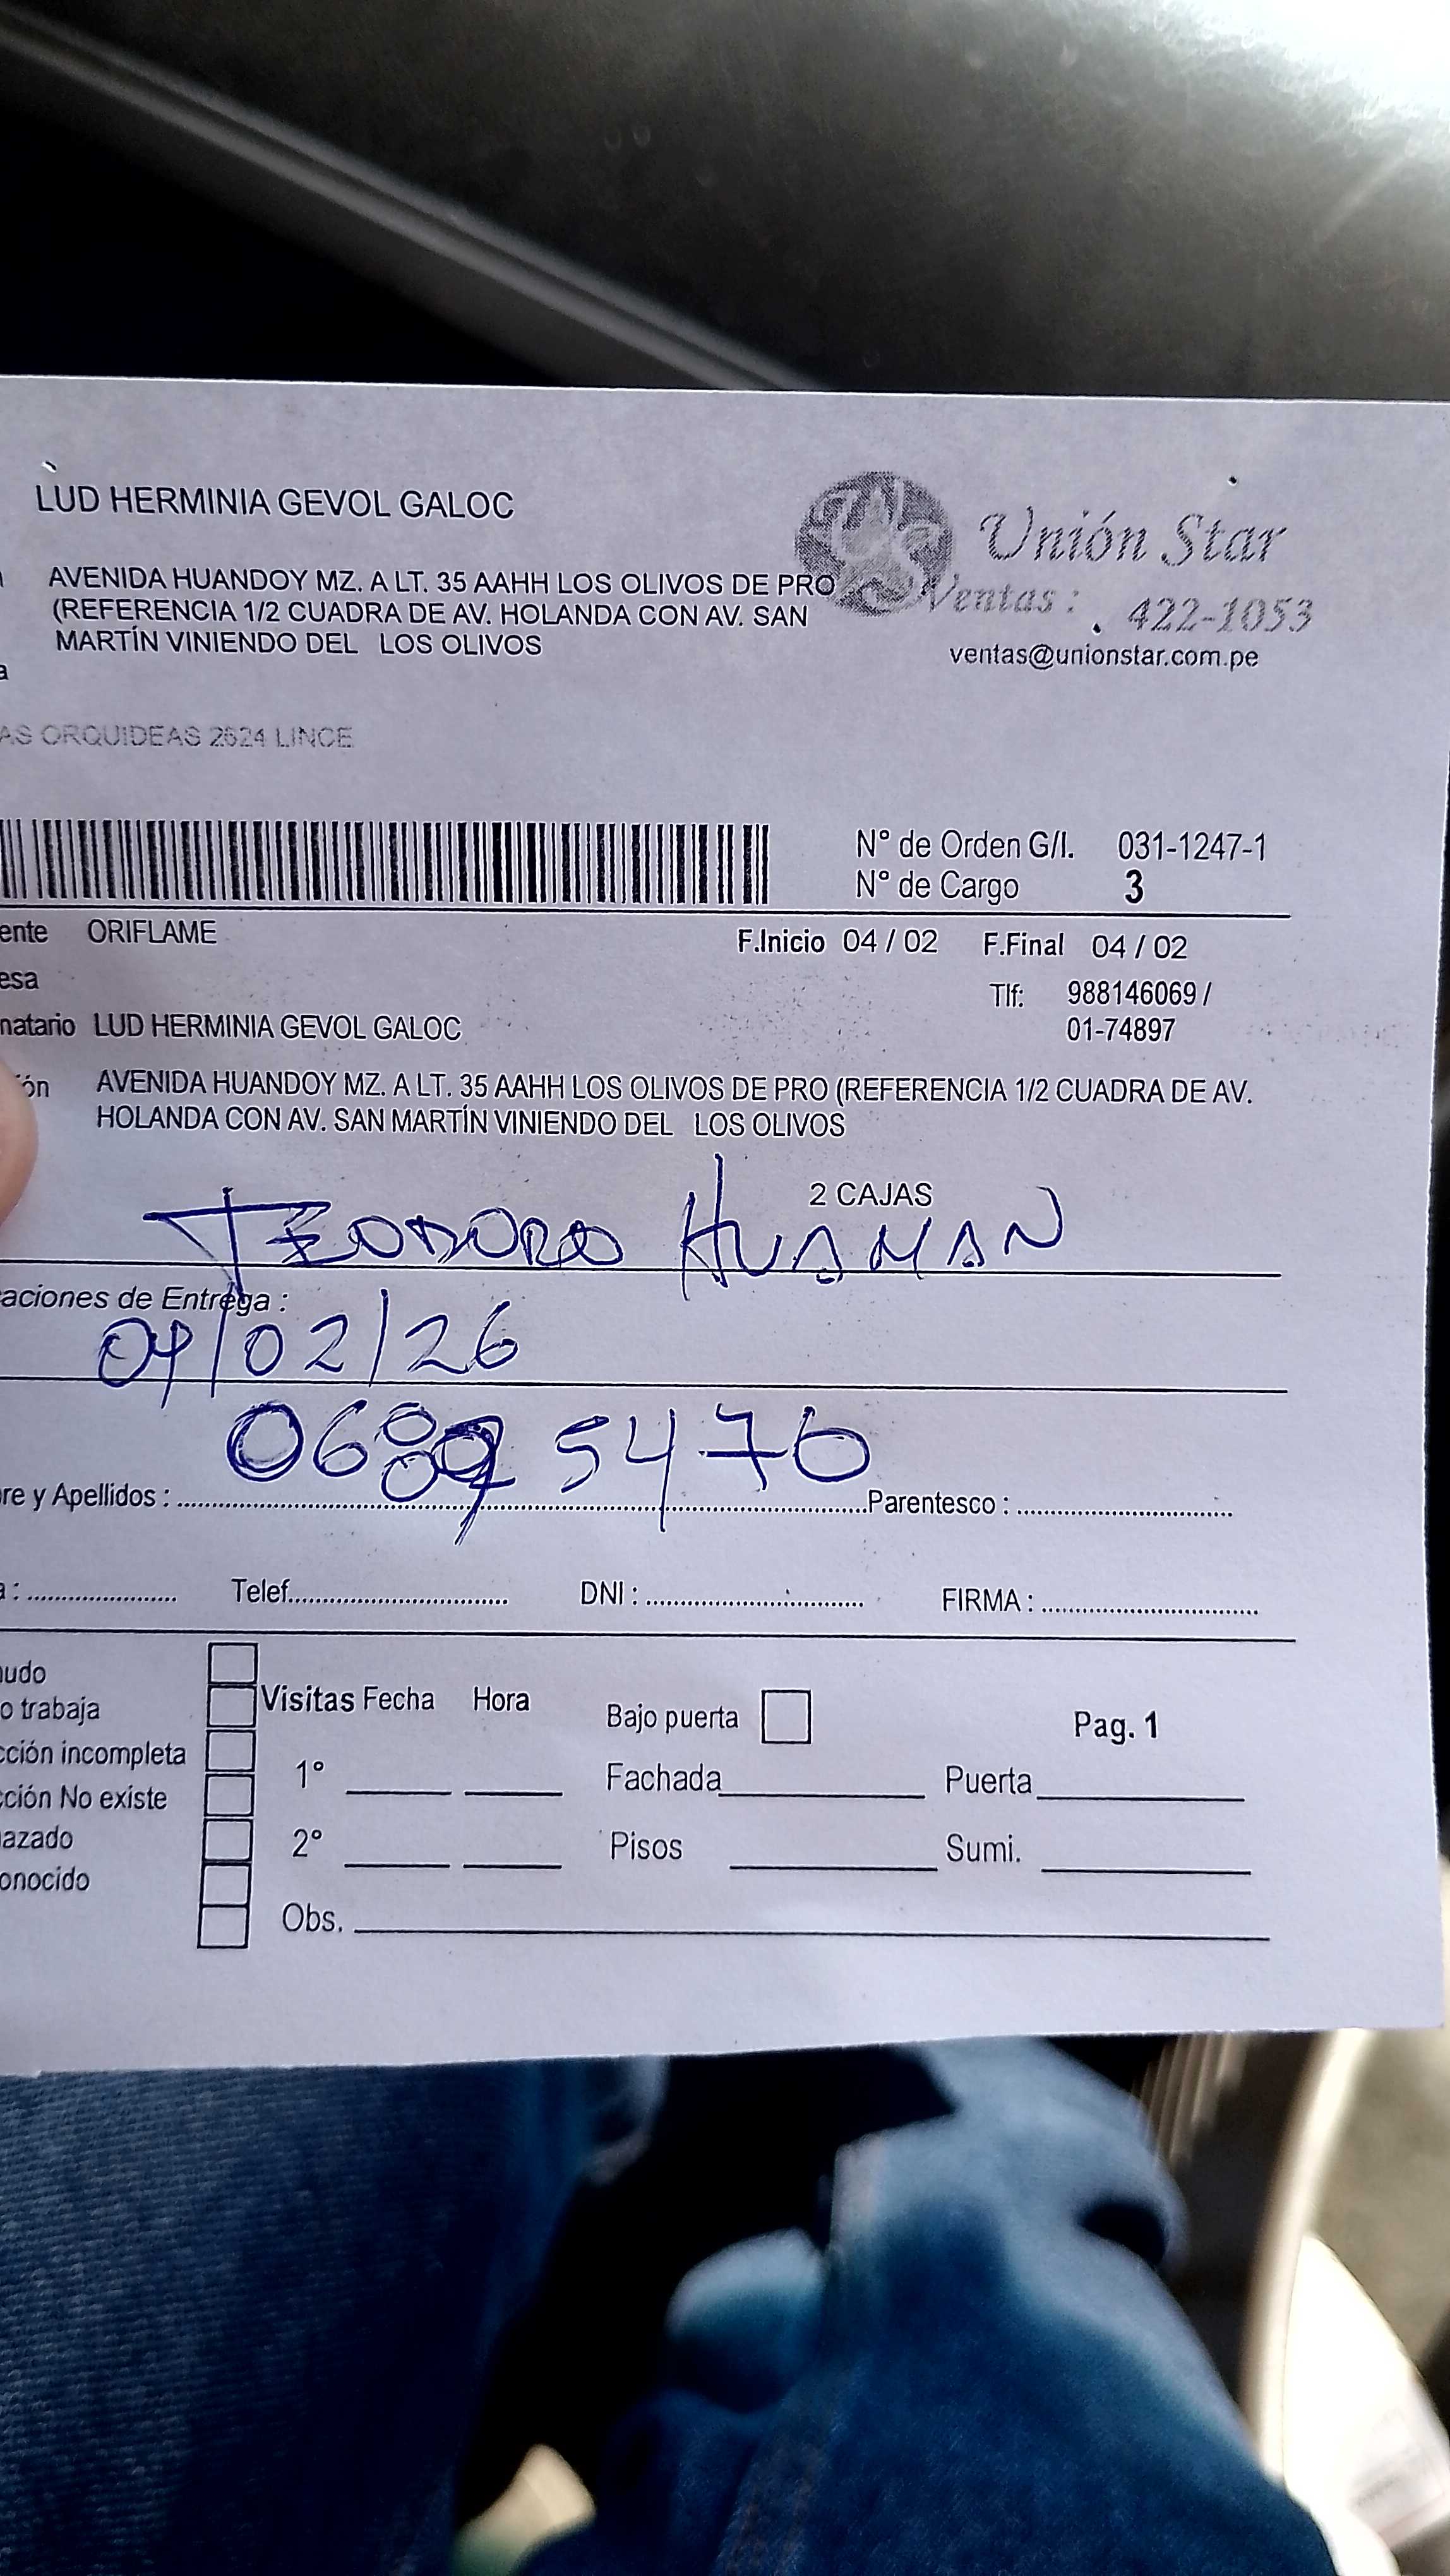 LUD HERMINIA GEVOL GALOC
Unión Star
Ventas : 422-1053
ventas@unionstar.com.pe
AVENIDA HUANDOY MZ. A LT. 35 AAHH LOS OLIVOS DE PRO
(REFERENCIA 1/2 CUADRA DE AV. HOLANDA CON AV. SAN
MARTÍN VINIENDO DEL LOS OLIVOS
a
AS ORQUIDEAS 2624 LINCE
N° de Orden G/I. 031-1247-1
N° de Cargo 3
ente ORIFLAME F.Inicio 04 / 02 F.Final 04 / 02
esa
Tlf: 988146069 /
01-74897
natario LUD HERMINIA GEVOL GALOC
ón AVENIDA HUANDOY MZ. A LT. 35 AAHH LOS OLIVOS DE PRO (REFERENCIA 1/2 CUADRA DE AV.
HOLANDA CON AV. SAN MARTÍN VINIENDO DEL LOS OLIVOS
2 CAJAS
TEODORO HUAMAN
aciones de Entrega :
04/02/26
5476
re y Apellidos : Parentesco :
a : Telef. DNI : FIRMA :
udo
o trabaja
cción incompleta
cción No existe
azado
onocido
Visitas Fecha Hora
Bajo puerta
Pag. 1
1° Fachada Puerta
2° Pisos Sumi.
Obs.